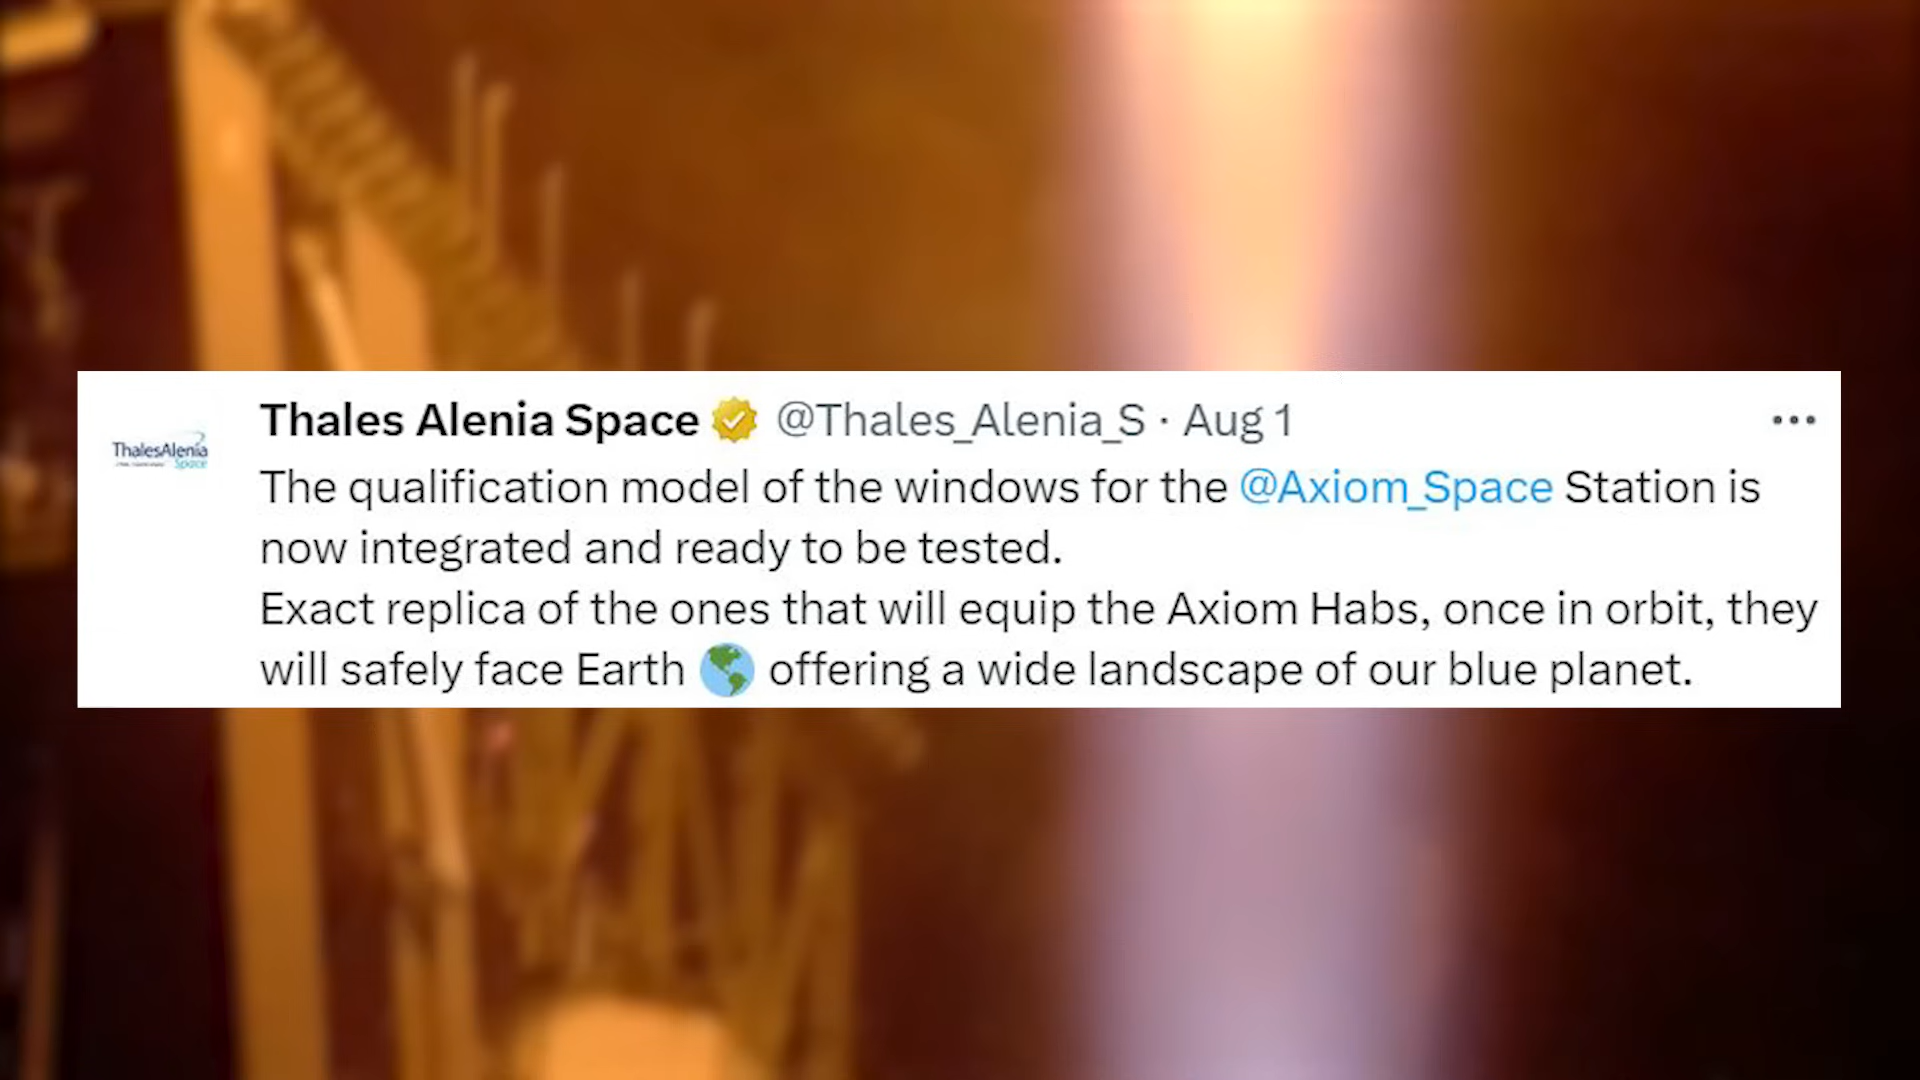 Thales Alenia Space @Thales_Alenia_S · Aug 1
ThalesAlenia
Space
The qualification model of the windows for the @Axiom_Space Station is
now integrated and ready to be tested.
Exact replica of the ones that will equip the Axiom Habs, once in orbit, they
will safely face Earth 🌎 offering a wide landscape of our blue planet.